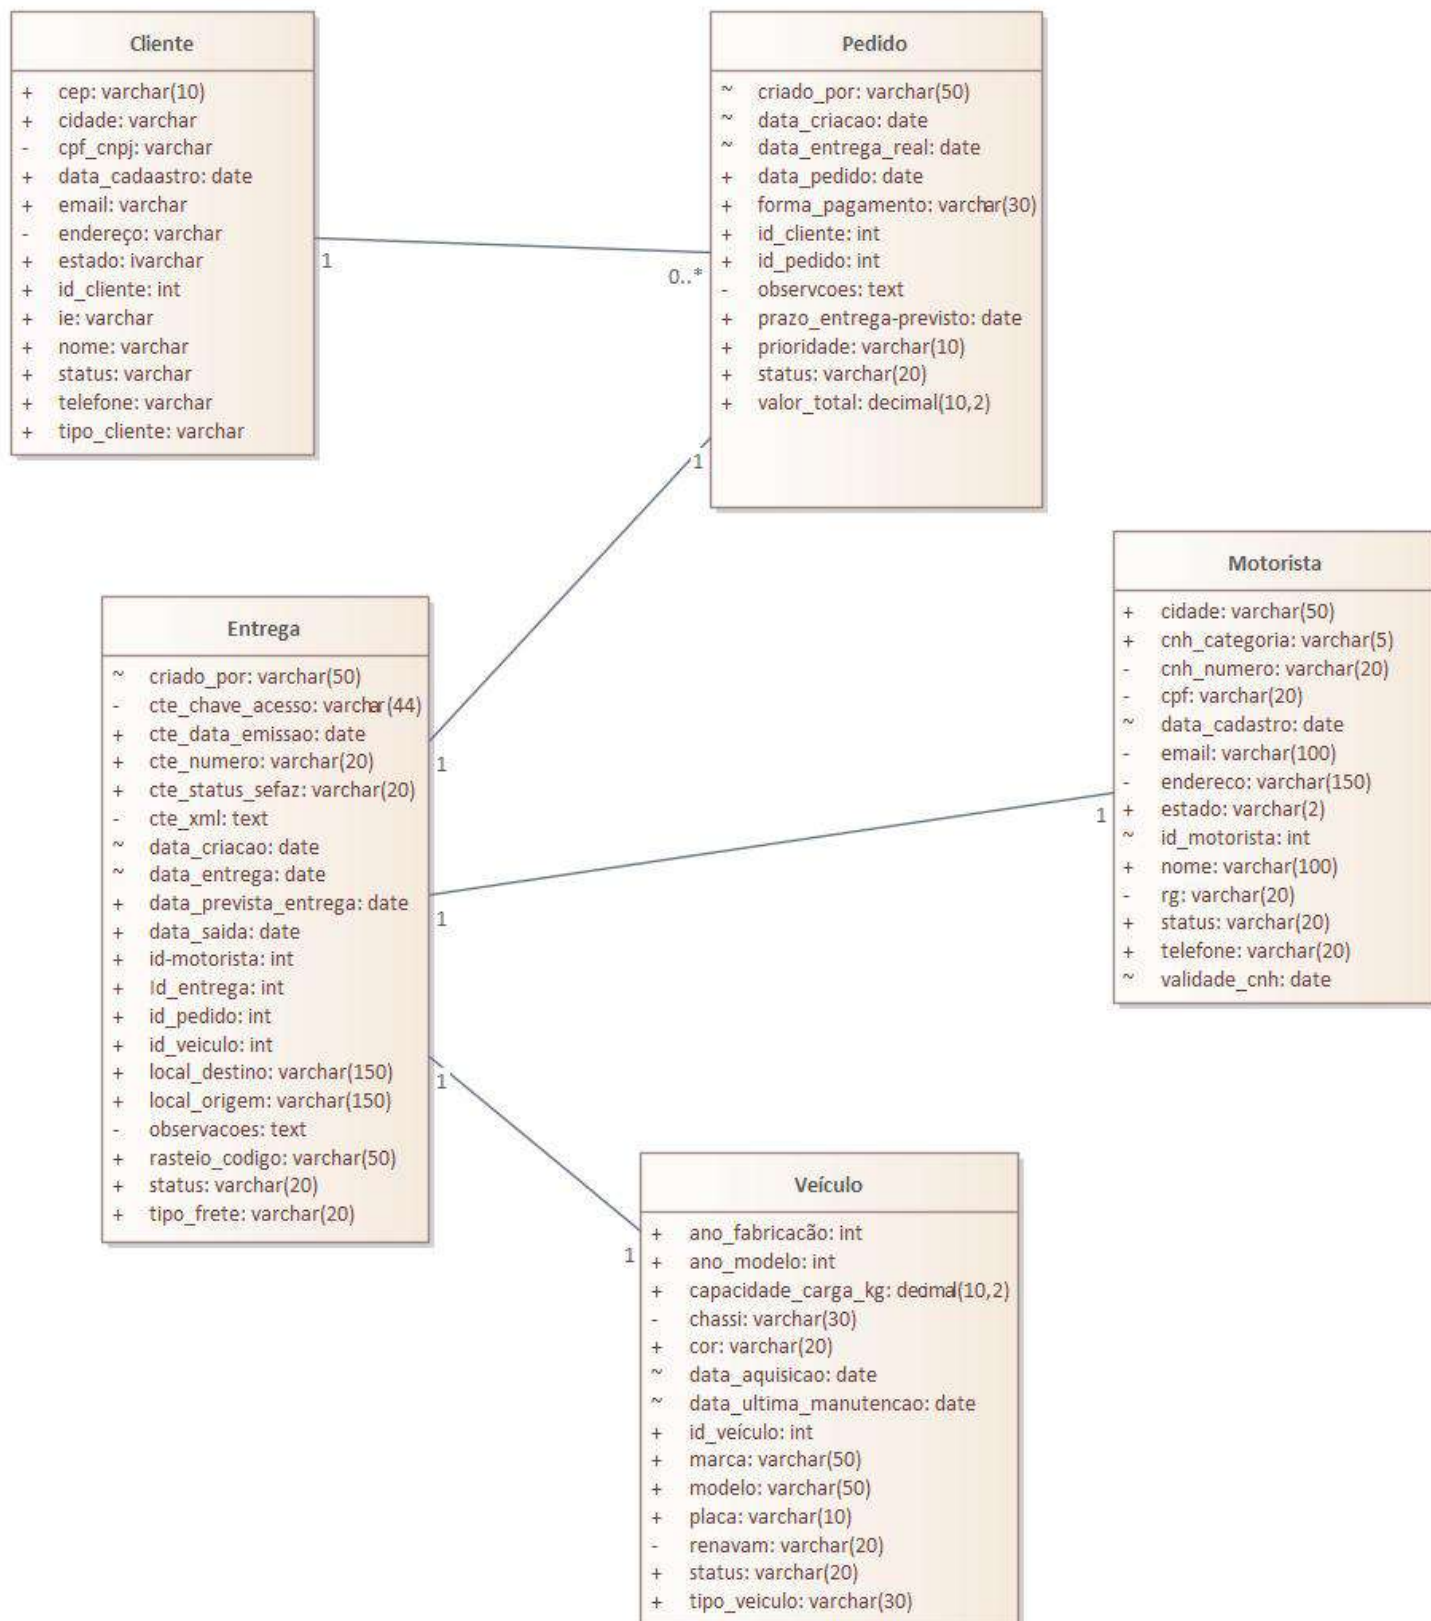 Cliente
+ cep: varchar(10)
+ cidade: varchar
- cpf_cnpj: varchar
+ data_cadaastro: date
+ email: varchar
- endereço: varchar
+ estado: ivarchar
+ id_cliente: int
+ ie: varchar
+ nome: varchar
+ status: varchar
+ telefone: varchar
+ tipo_cliente: varchar
1
0..*
Pedido
~ criado_por: varchar(50)
~ data_criacao: date
~ data_entrega_real: date
+ data_pedido: date
+ forma_pagamento: varchar(30)
+ id_cliente: int
+ id_pedido: int
- observcoes: text
+ prazo_entrega-previsto: date
+ prioridade: varchar(10)
+ status: varchar(20)
+ valor_total: decimal(10,2)
1
1
Entrega
~ criado_por: varchar(50)
- cte_chave_acesso: varchar(44)
+ cte_data_emissao: date
+ cte_numero: varchar(20)
+ cte_status_sefaz: varchar(20)
- cte_xml: text
~ data_criacao: date
~ data_entrega: date
+ data_prevista_entrega: date
+ data_saida: date
+ id-motorista: int
+ Id_entrega: int
+ id_pedido: int
+ id_veiculo: int
+ local_destino: varchar(150)
+ local_origem: varchar(150)
- observacoes: text
+ rasteio_codigo: varchar(50)
+ status: varchar(20)
+ tipo_frete: varchar(20)
1
1
Motorista
+ cidade: varchar(50)
+ cnh_categoria: varchar(5)
- cnh_numero: varchar(20)
- cpf: varchar(20)
~ data_cadastro: date
- email: varchar(100)
- endereco: varchar(150)
+ estado: varchar(2)
~ id_motorista: int
+ nome: varchar(100)
- rg: varchar(20)
+ status: varchar(20)
+ telefone: varchar(20)
~ validade_cnh: date
1
1
Veículo
+ ano_fabricacão: int
+ ano_modelo: int
+ capacidade_carga_kg: decimal(10,2)
- chassi: varchar(30)
+ cor: varchar(20)
~ data_aquisicao: date
~ data_ultima_manutencao: date
+ id_veículo: int
+ marca: varchar(50)
+ modelo: varchar(50)
+ placa: varchar(10)
- renavam: varchar(20)
+ status: varchar(20)
+ tipo_veiculo: varchar(30)